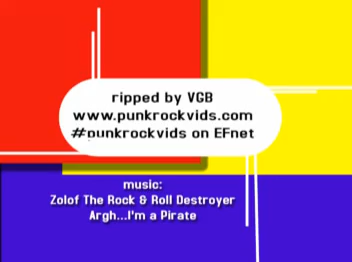 ripped by VGB
www.punkrockvids.com
#punkrockvids on EFnet
music:
Zolof The Rock & Roll Destroyer
Argh...I'm a Pirate